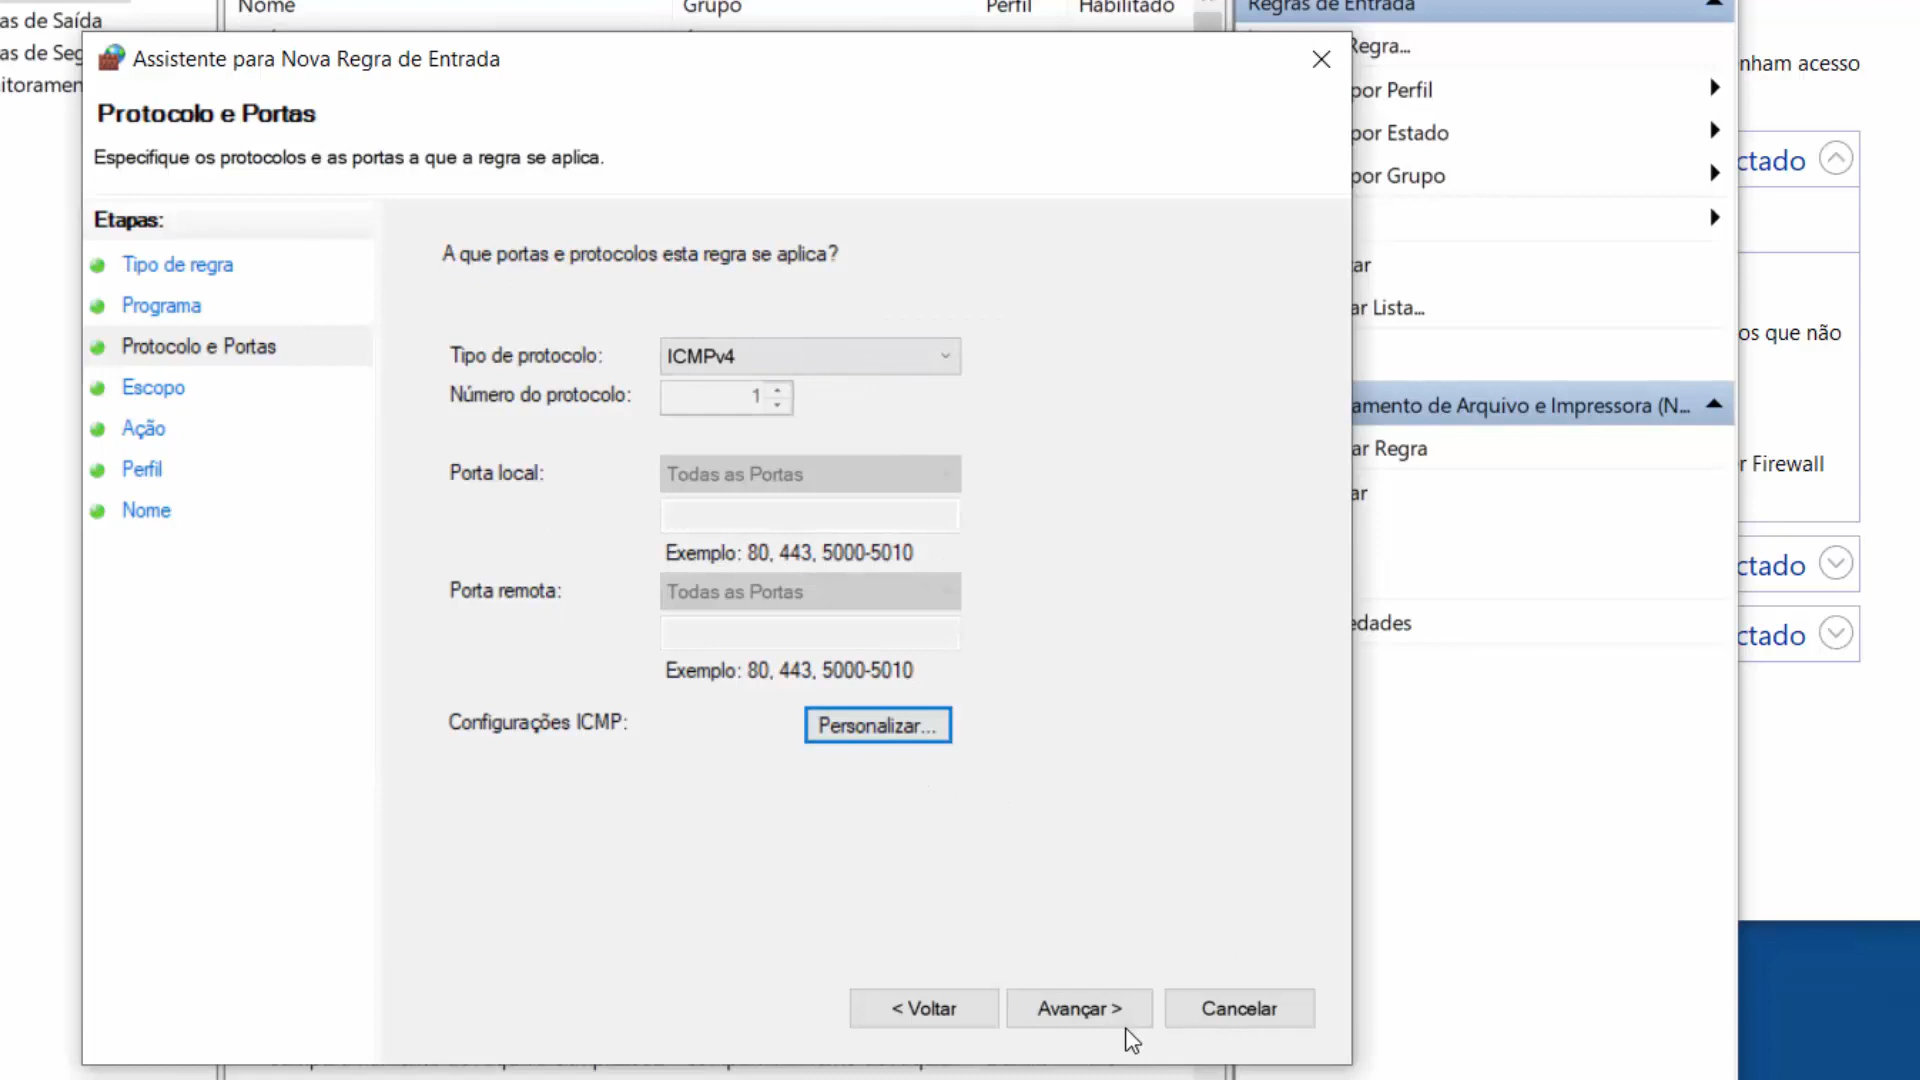 Nome Grupo Perfil Habilitado
as de Saída
as de Seg
itoramen
Assistente para Nova Regra de Entrada
Protocolo e Portas
Especifique os protocolos e as portas a que a regra se aplica.
Etapas:
Tipo de regra
Programa
Protocolo e Portas
Escopo
Ação
Perfil
Nome
A que portas e protocolos esta regra se aplica?
Tipo de protocolo: ICMPv4
Número do protocolo: 1
Porta local: Todas as Portas
Exemplo: 80, 443, 5000-5010
Porta remota: Todas as Portas
Exemplo: 80, 443, 5000-5010
Configurações ICMP: Personalizar...
< Voltar Avançar > Cancelar
Regras de Entrada
Regra...
por Perfil
por Estado
por Grupo
ar
ar Lista...
amento de Arquivo e Impressora (N...
ar Regra
ar
edades
nham acesso
ctado
os que não
r Firewall
ctado
ctado